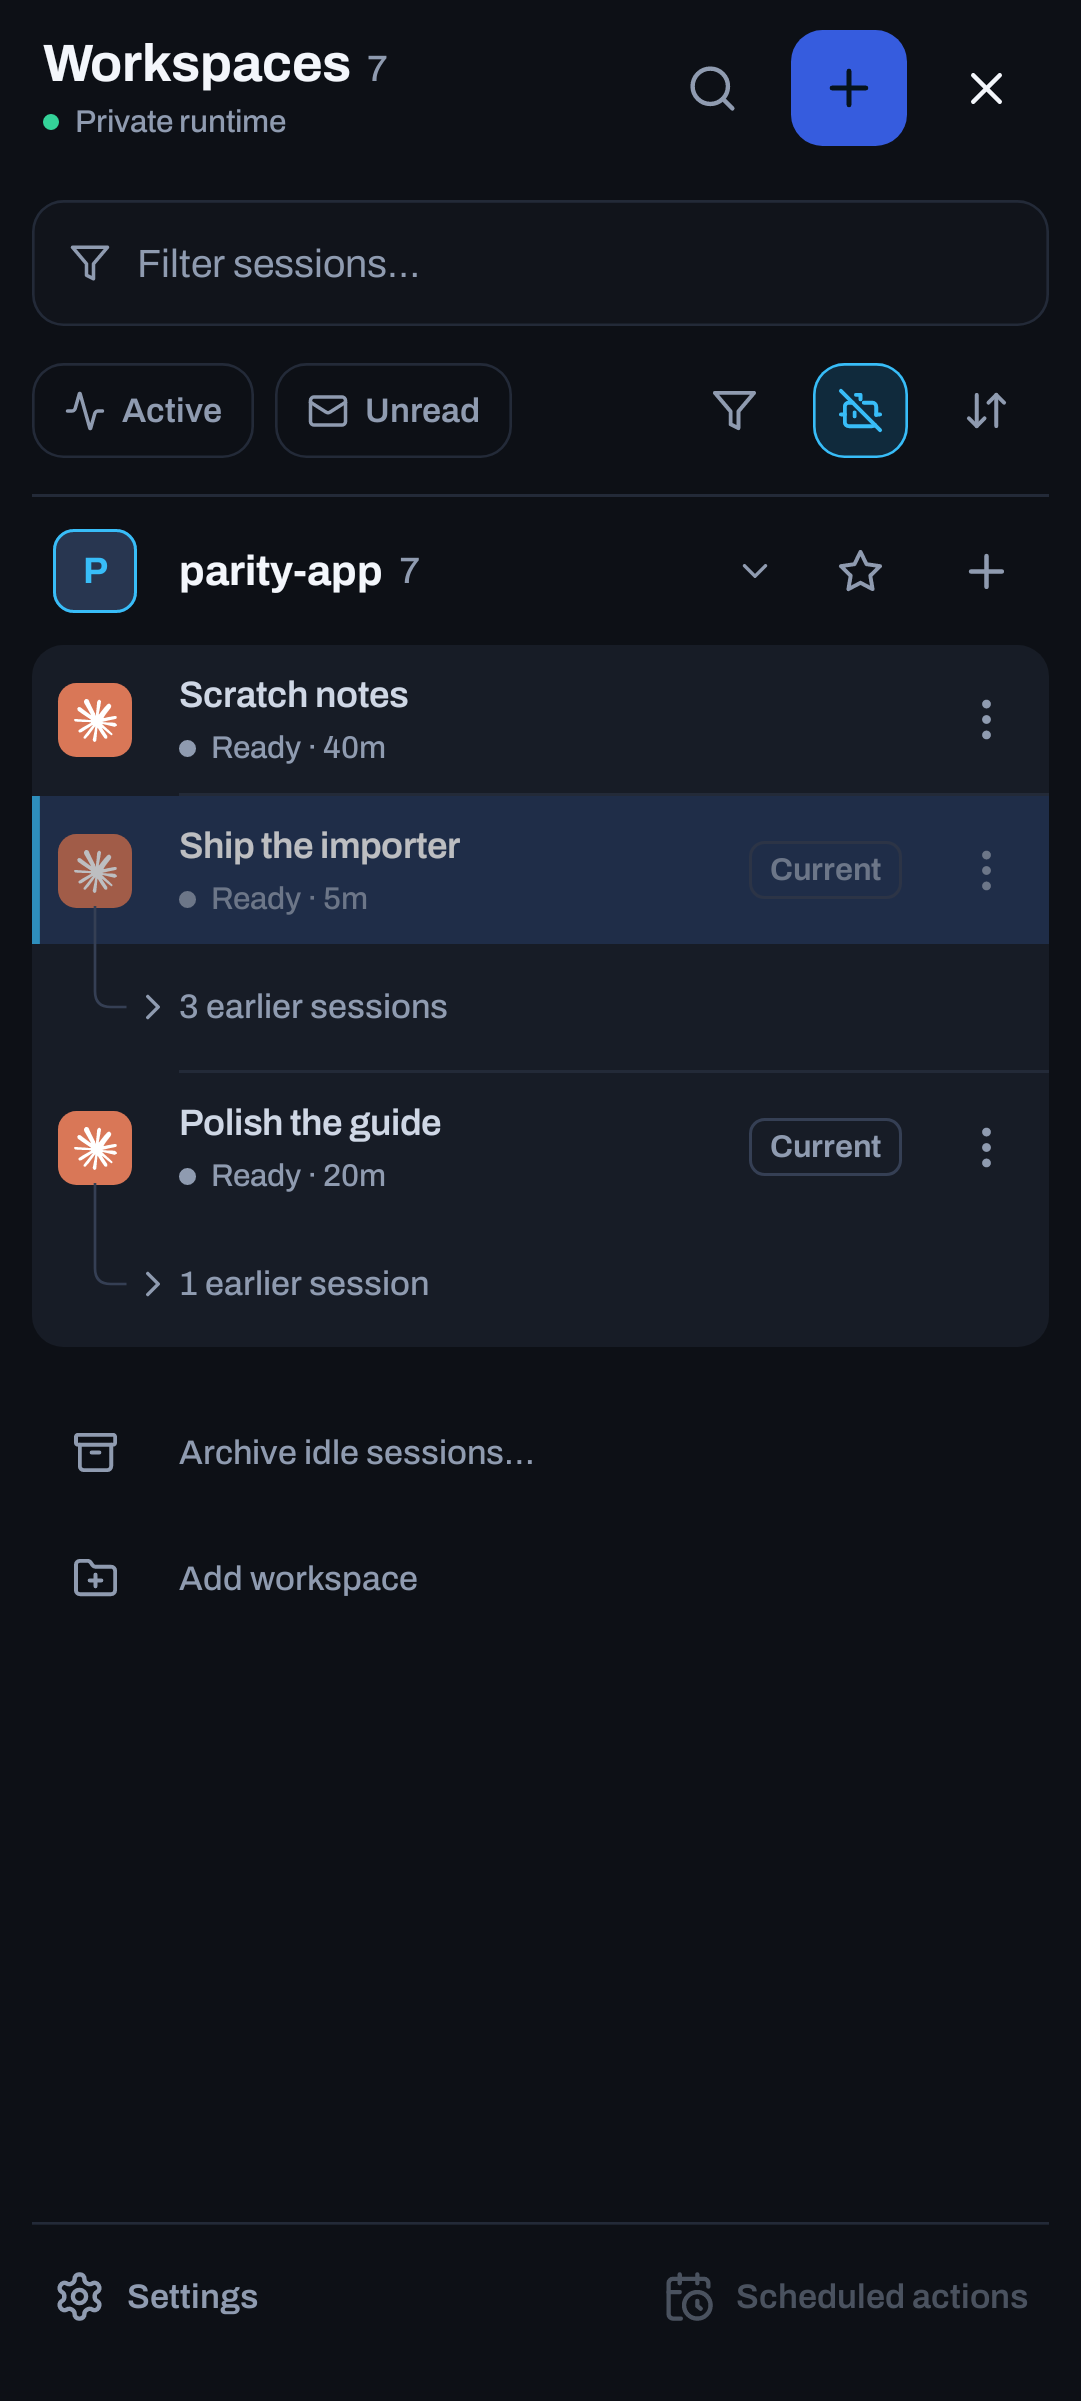 Workspaces 7
Private runtime
Filter sessions...
Active
Unread
P
parity-app 7
Scratch notes
Ready · 40m
Ship the importer
Current
Ready · 5m
3 earlier sessions
Polish the guide
Current
Ready · 20m
1 earlier session
Archive idle sessions...
Add workspace
Settings
Scheduled actions